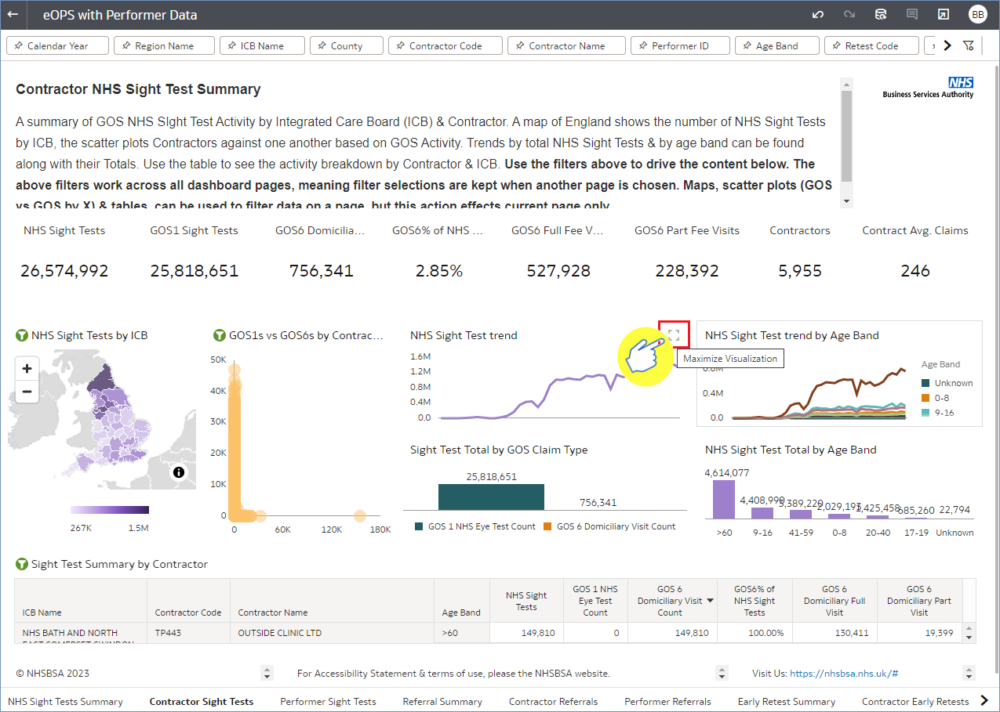 eOPS with Performer Data
BB
Calendar Year
Region Name
ICB Name
County
Contractor Code
Contractor Name
Performer ID
Age Band
Retest Code
Contractor NHS Sight Test Summary
NHS
Business Services Authority
A summary of GOS NHS SIght Test Activity by Integrated Care Board (ICB) & Contractor. A map of England shows the number of NHS Sight Tests
by ICB, the scatter plots Contractors against one another based on GOS Activity. Trends by total NHS Sight Tests & by age band can be found
along with their Totals. Use the table to see the activity breakdown by Contractor & ICB. Use the filters above to drive the content below. The
above filters work across all dashboard pages, meaning filter selections are kept when another page is chosen. Maps, scatter plots (GOS
vs GOS by X) & tables, can be used to filter data on a page, but this action effects current page only.
NHS Sight Tests
GOS1 Sight Tests
GOS6 Domicilia...
GOS6% of NHS ...
GOS6 Full Fee V...
GOS6 Part Fee Visits
Contractors
Contract Avg. Claims
26,574,992
25,818,651
756,341
2.85%
527,928
228,392
5,955
246
NHS Sight Tests by ICB
+
−
i
267K
1.5M
GOS1s vs GOS6s by Contrac...
50K
40K
30K
20K
10K
0
0
60K
120K
180K
NHS Sight Test trend
1.6M
1.2M
0.8M
0.4M
0.0
Maximize Visualization
NHS Sight Test trend by Age Band
0.8M
0.4M
0.0
Age Band
Unknown
0-8
9-16
Sight Test Total by GOS Claim Type
25,818,651
756,341
GOS 1 NHS Eye Test Count
GOS 6 Domiciliary Visit Count
NHS Sight Test Total by Age Band
4,614,077
4,408,990
3,389,220
2,029,193
1,425,458
685,260
22,794
>60
9-16
41-59
0-8
20-40
17-19
Unknown
Sight Test Summary by Contractor
ICB Name
Contractor Code
Contractor Name
Age Band
NHS Sight
Tests
GOS 1 NHS
Eye Test
Count
GOS 6
Domiciliary Visit
Count
GOS6% of
NHS Sight
Tests
GOS 6
Domiciliary Full
Visit
GOS 6
Domiciliary Part
Visit
NHS BATH AND NORTH
EAST SOMERSET SWINDON
TP443
OUTSIDE CLINIC LTD
>60
149,810
0
149,810
100.00%
130,411
19,399
© NHSBSA 2023
For Accessibility Statement & terms of use, please the NHSBSA website.
Visit Us: https://nhsbsa.nhs.uk/#
NHS Sight Tests Summary
Contractor Sight Tests
Performer Sight Tests
Referral Summary
Contractor Referrals
Performer Referrals
Early Retest Summary
Contractor Early Retests